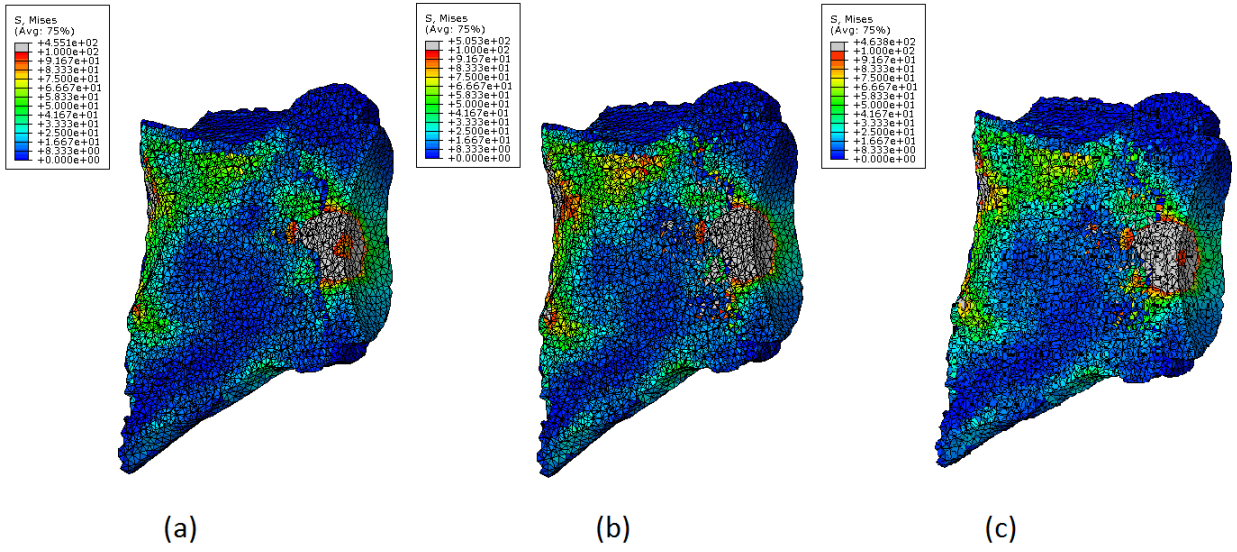 S, Mises
(Avg: 75%)
+4.551e+02
+1.000e+02
+9.167e+01
+8.333e+01
+7.500e+01
+6.667e+01
+5.833e+01
+5.000e+01
+4.167e+01
+3.333e+01
+2.500e+01
+1.667e+01
+8.333e+00
+0.000e+00
S, Mises
(Avg: 75%)
+5.053e+02
+1.000e+02
+9.167e+01
+8.333e+01
+7.500e+01
+6.667e+01
+5.833e+01
+5.000e+01
+4.167e+01
+3.333e+01
+2.500e+01
+1.667e+01
+8.333e+00
+0.000e+00
S, Mises
(Avg: 75%)
+4.638e+02
+1.000e+02
+9.167e+01
+8.333e+01
+7.500e+01
+6.667e+01
+5.833e+01
+5.000e+01
+4.167e+01
+3.333e+01
+2.500e+01
+1.667e+01
+8.333e+00
+0.000e+00
(a)
(b)
(c)